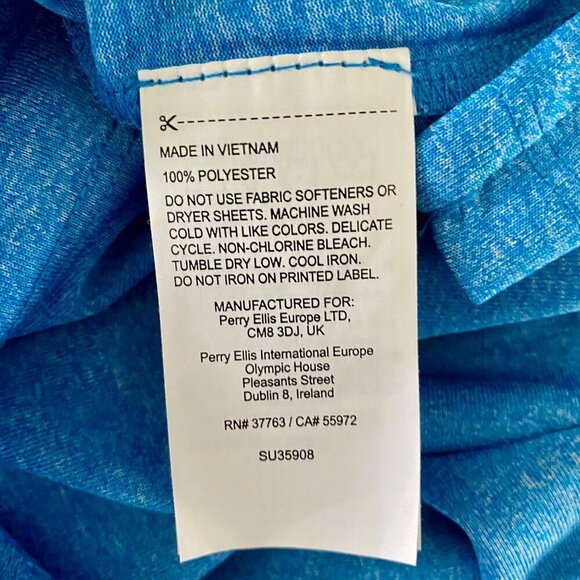 MADE IN VIETNAM
100% POLYESTER
DO NOT USE FABRIC SOFTENERS OR
DRYER SHEETS. MACHINE WASH
COLD WITH LIKE COLORS. DELICATE
CYCLE. NON-CHLORINE BLEACH.
TUMBLE DRY LOW. COOL IRON.
DO NOT IRON ON PRINTED LABEL.
MANUFACTURED FOR:
Perry Ellis Europe LTD,
CM8 3DJ, UK
Perry Ellis International Europe
Olympic House
Pleasants Street
Dublin 8, Ireland
RN# 37763 / CA# 55972
SU35908